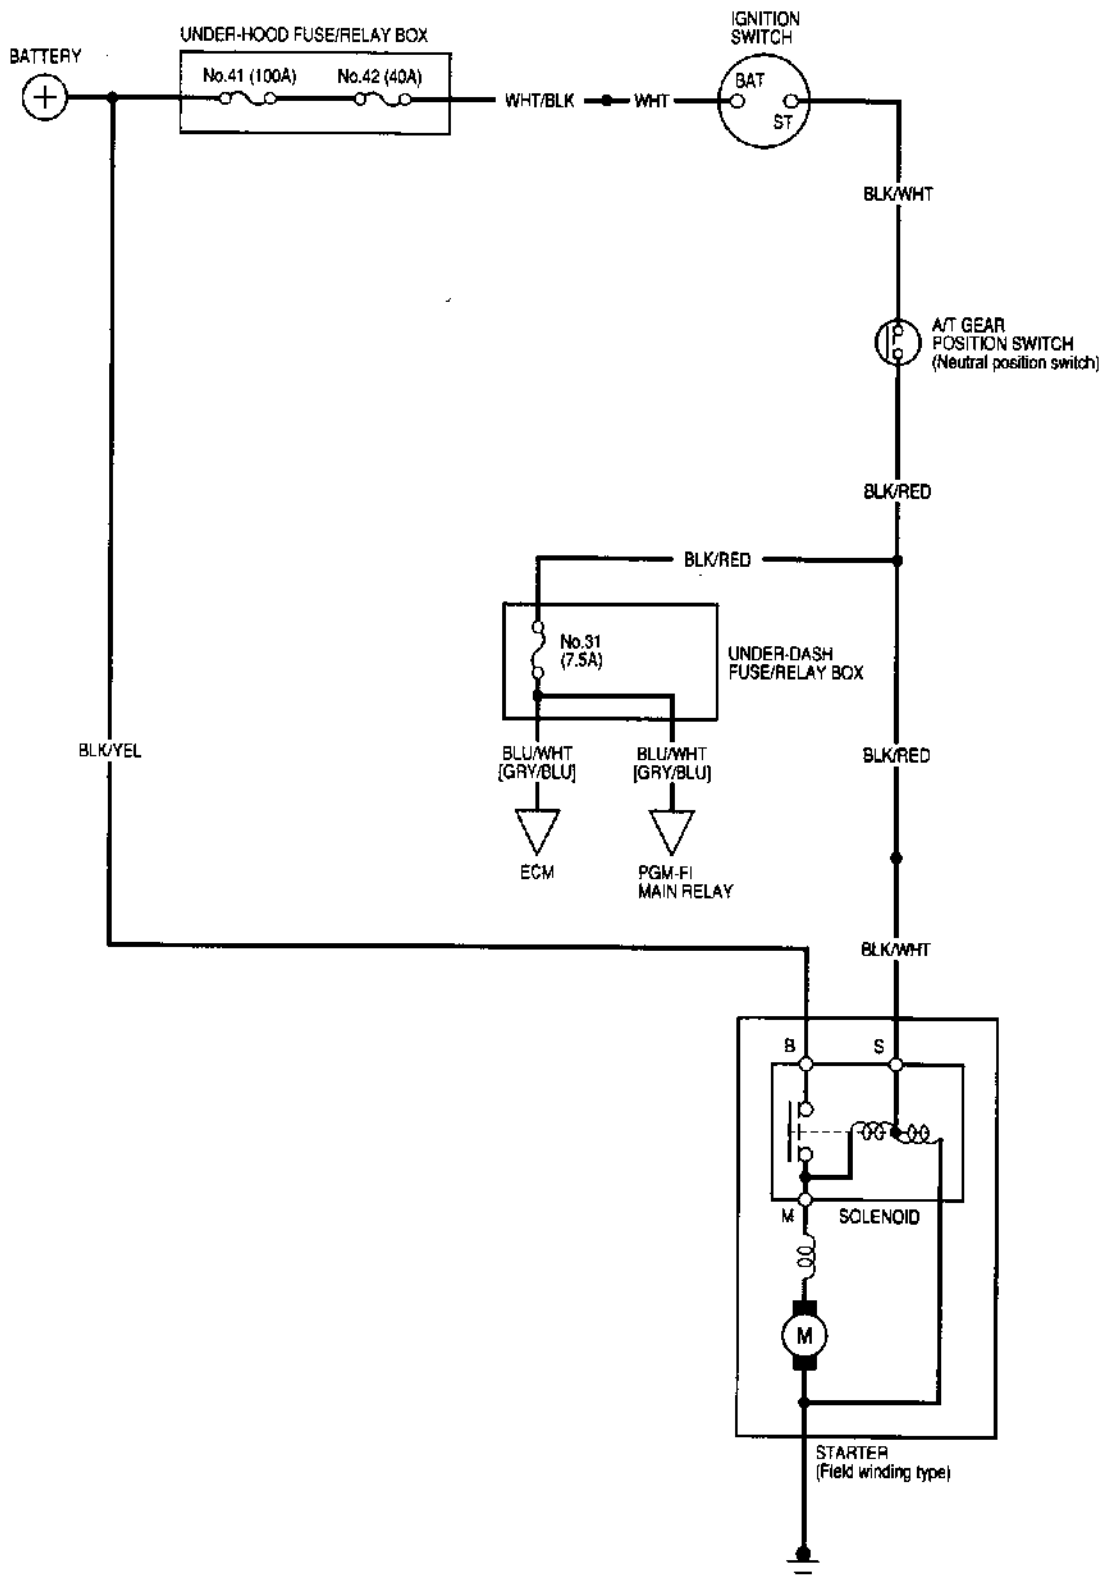 IGNITION
SWITCH
UNDER-HOOD FUSE/RELAY BOX
BATTERY
+
No.41 (100A)
No.42 (40A)
BAT
ST
WHT/BLK
WHT
BLK/WHT
A/T GEAR
POSITION SWITCH
(Neutral position switch)
BLK/RED
BLK/RED
No.31
(7.5A)
UNDER-DASH
FUSE/RELAY BOX
BLK/YEL
BLU/WHT
[GRY/BLU]
BLU/WHT
[GRY/BLU]
BLK/RED
ECM
PGM-FI
MAIN RELAY
BLK/WHT
B
S
M
SOLENOID
M
STARTER
(Field winding type)